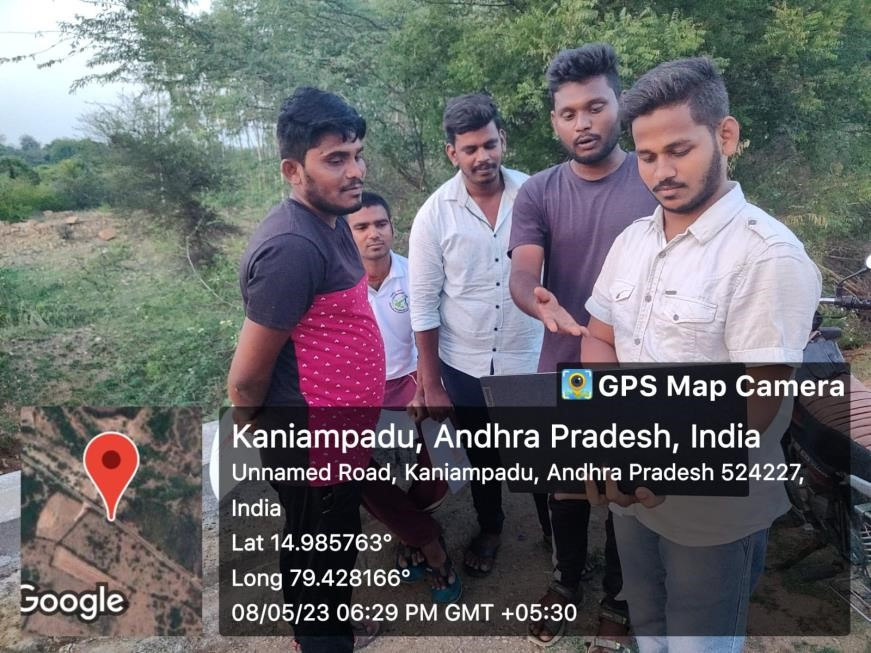 GPS Map Camera
Kaniampadu, Andhra Pradesh, India
Unnamed Road, Kaniampadu, Andhra Pradesh 524227,
India
Lat 14.985763°
Long 79.428166°
08/05/23 06:29 PM GMT +05:30
Google